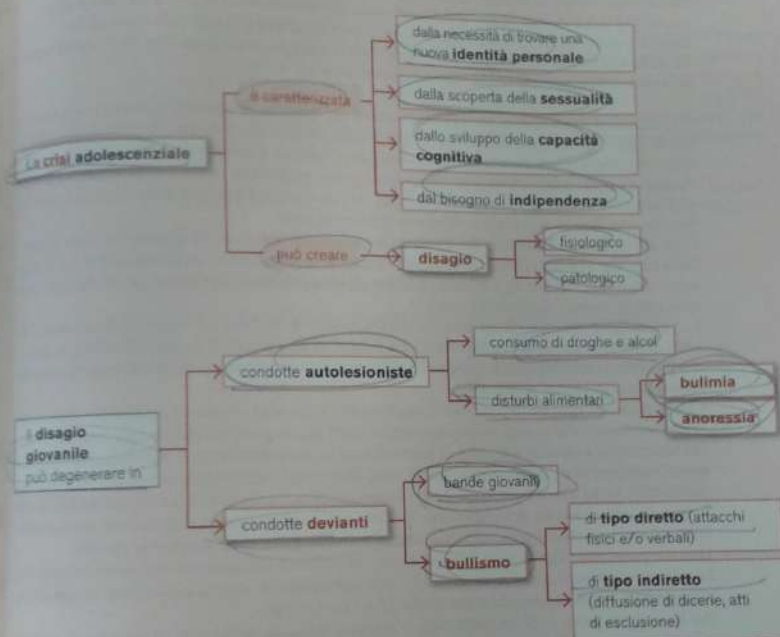 La crisi adolescenziale
è caratterizzata
dalla necessità di trovare una
nuova identità personale
dalla scoperta della sessualità
dallo sviluppo della capacità
cognitiva
dal bisogno di indipendenza
può creare
disagio
fisiologico
patologico
Il disagio
giovanile
può degenerare in
condotte autolesioniste
consumo di droghe e alcol
disturbi alimentari
bulimia
anoressia
condotte devianti
bande giovanili
bullismo
di tipo diretto (attacchi
fisici e/o verbali)
di tipo indiretto
(diffusione di dicerie, atti
di esclusione)